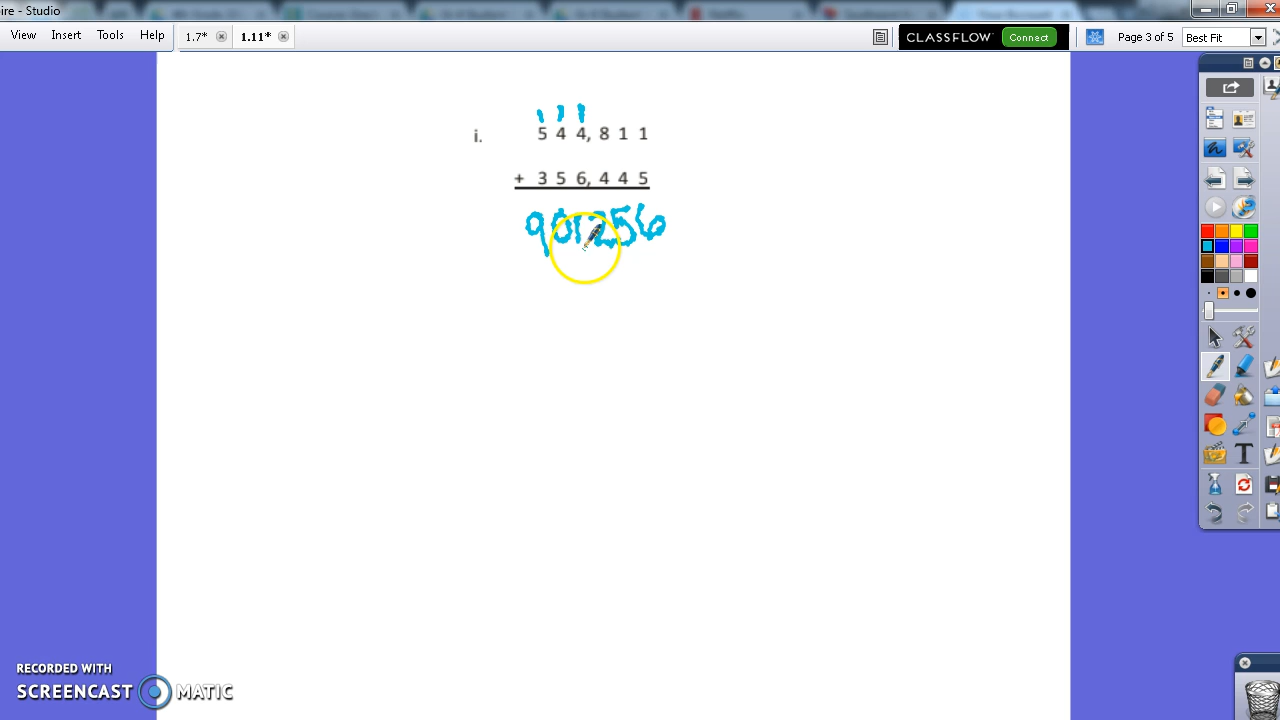 ire - Studio
View Insert Tools Help 1.7* 1.11* CLASSFLOW Connect Page 3 of 5 Best Fit
1 1 1
i. 5 4 4, 8 1 1
+ 3 5 6, 4 4 5
901256
T
RECORDED WITH
SCREENCAST MATIC